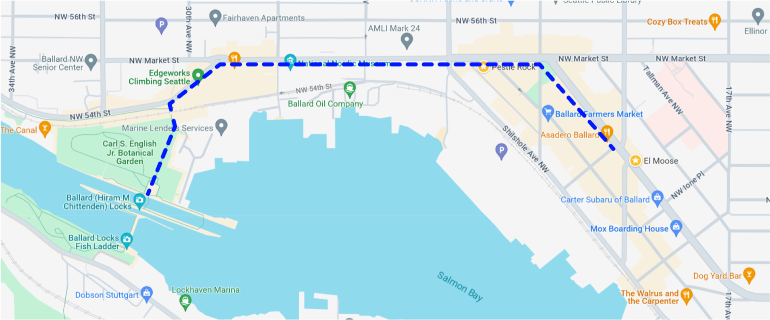 NW 56th St
Fairhaven Apartments
NW 56th St
Cozy Box Treats
Ellinor
30th Ave NW
34th Ave NW
AMLI Mark 24
Ballard NW
Senior Center
NW Market St
National Nordic Museum
NW Market St
NW Market St
Edgeworks
Climbing Seattle
Pestle Rock
Tallman Ave NW
17th Ave NW
NW 54th St
Ballard Oil Company
NW 54th St
Ballard Farmers Market
The Canal
Marine Lenders Services
Asadero Ballard
Shilshole Ave NW
Carl S. English
Jr. Botanical
Garden
El Moose
NW Ione Pl
Ballard (Hiram M.
Chittenden) Locks
Carter Subaru of Ballard
Mox Boarding House
Ballard Locks
Fish Ladder
Salmon Bay
Dog Yard Bar
Dobson Stuttgart
Lockhaven Marina
The Walrus and
the Carpenter
17th Ave